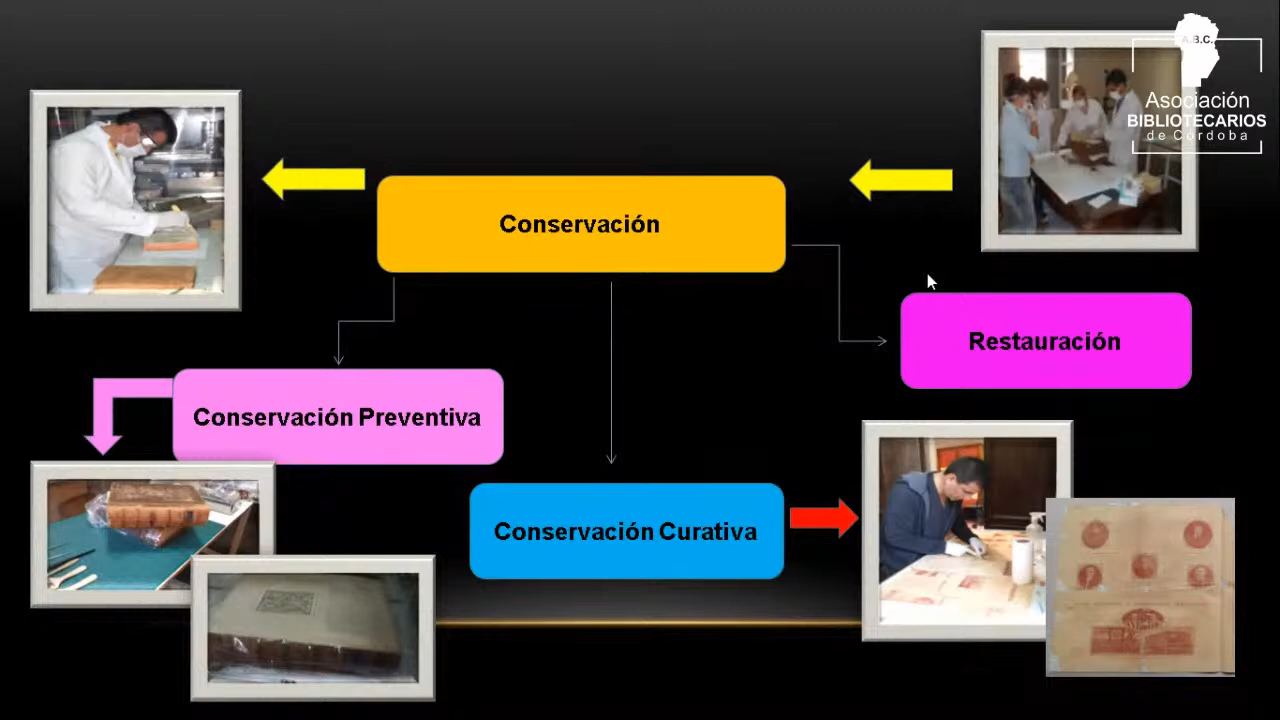 A.B.C.
Asociación
BIBLIOTECARIOS
de Córdoba
Conservación
Restauración
Conservación Preventiva
Conservación Curativa